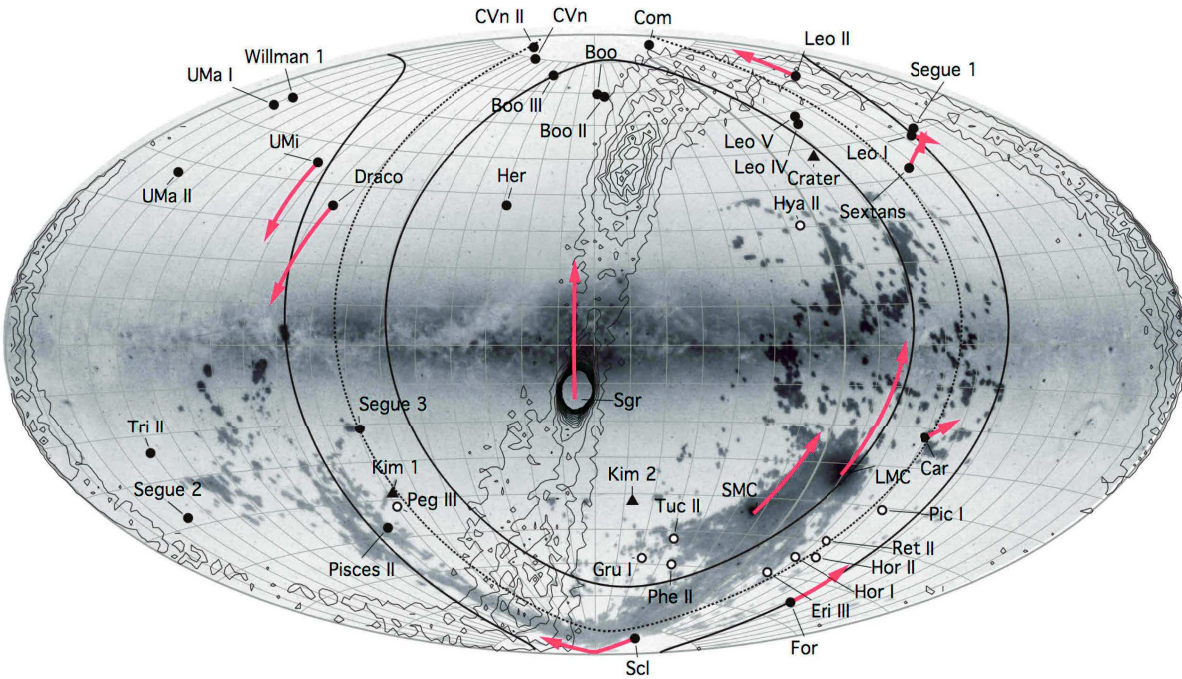 CVn II
CVn
Com
Leo II
Boo
Willman 1
UMa I
Segue 1
Boo III
Boo II
UMi
Leo V
Leo I
Leo IV
Draco
Her
Crater
UMa II
Hya II
Sextans
Sgr
Segue 3
Tri II
Kim 1
Car
Kim 2
LMC
Segue 2
Peg III
SMC
Tuc II
Pic I
Ret II
Pisces II
Gru I
Hor II
Phe II
Hor I
Eri III
For
Scl